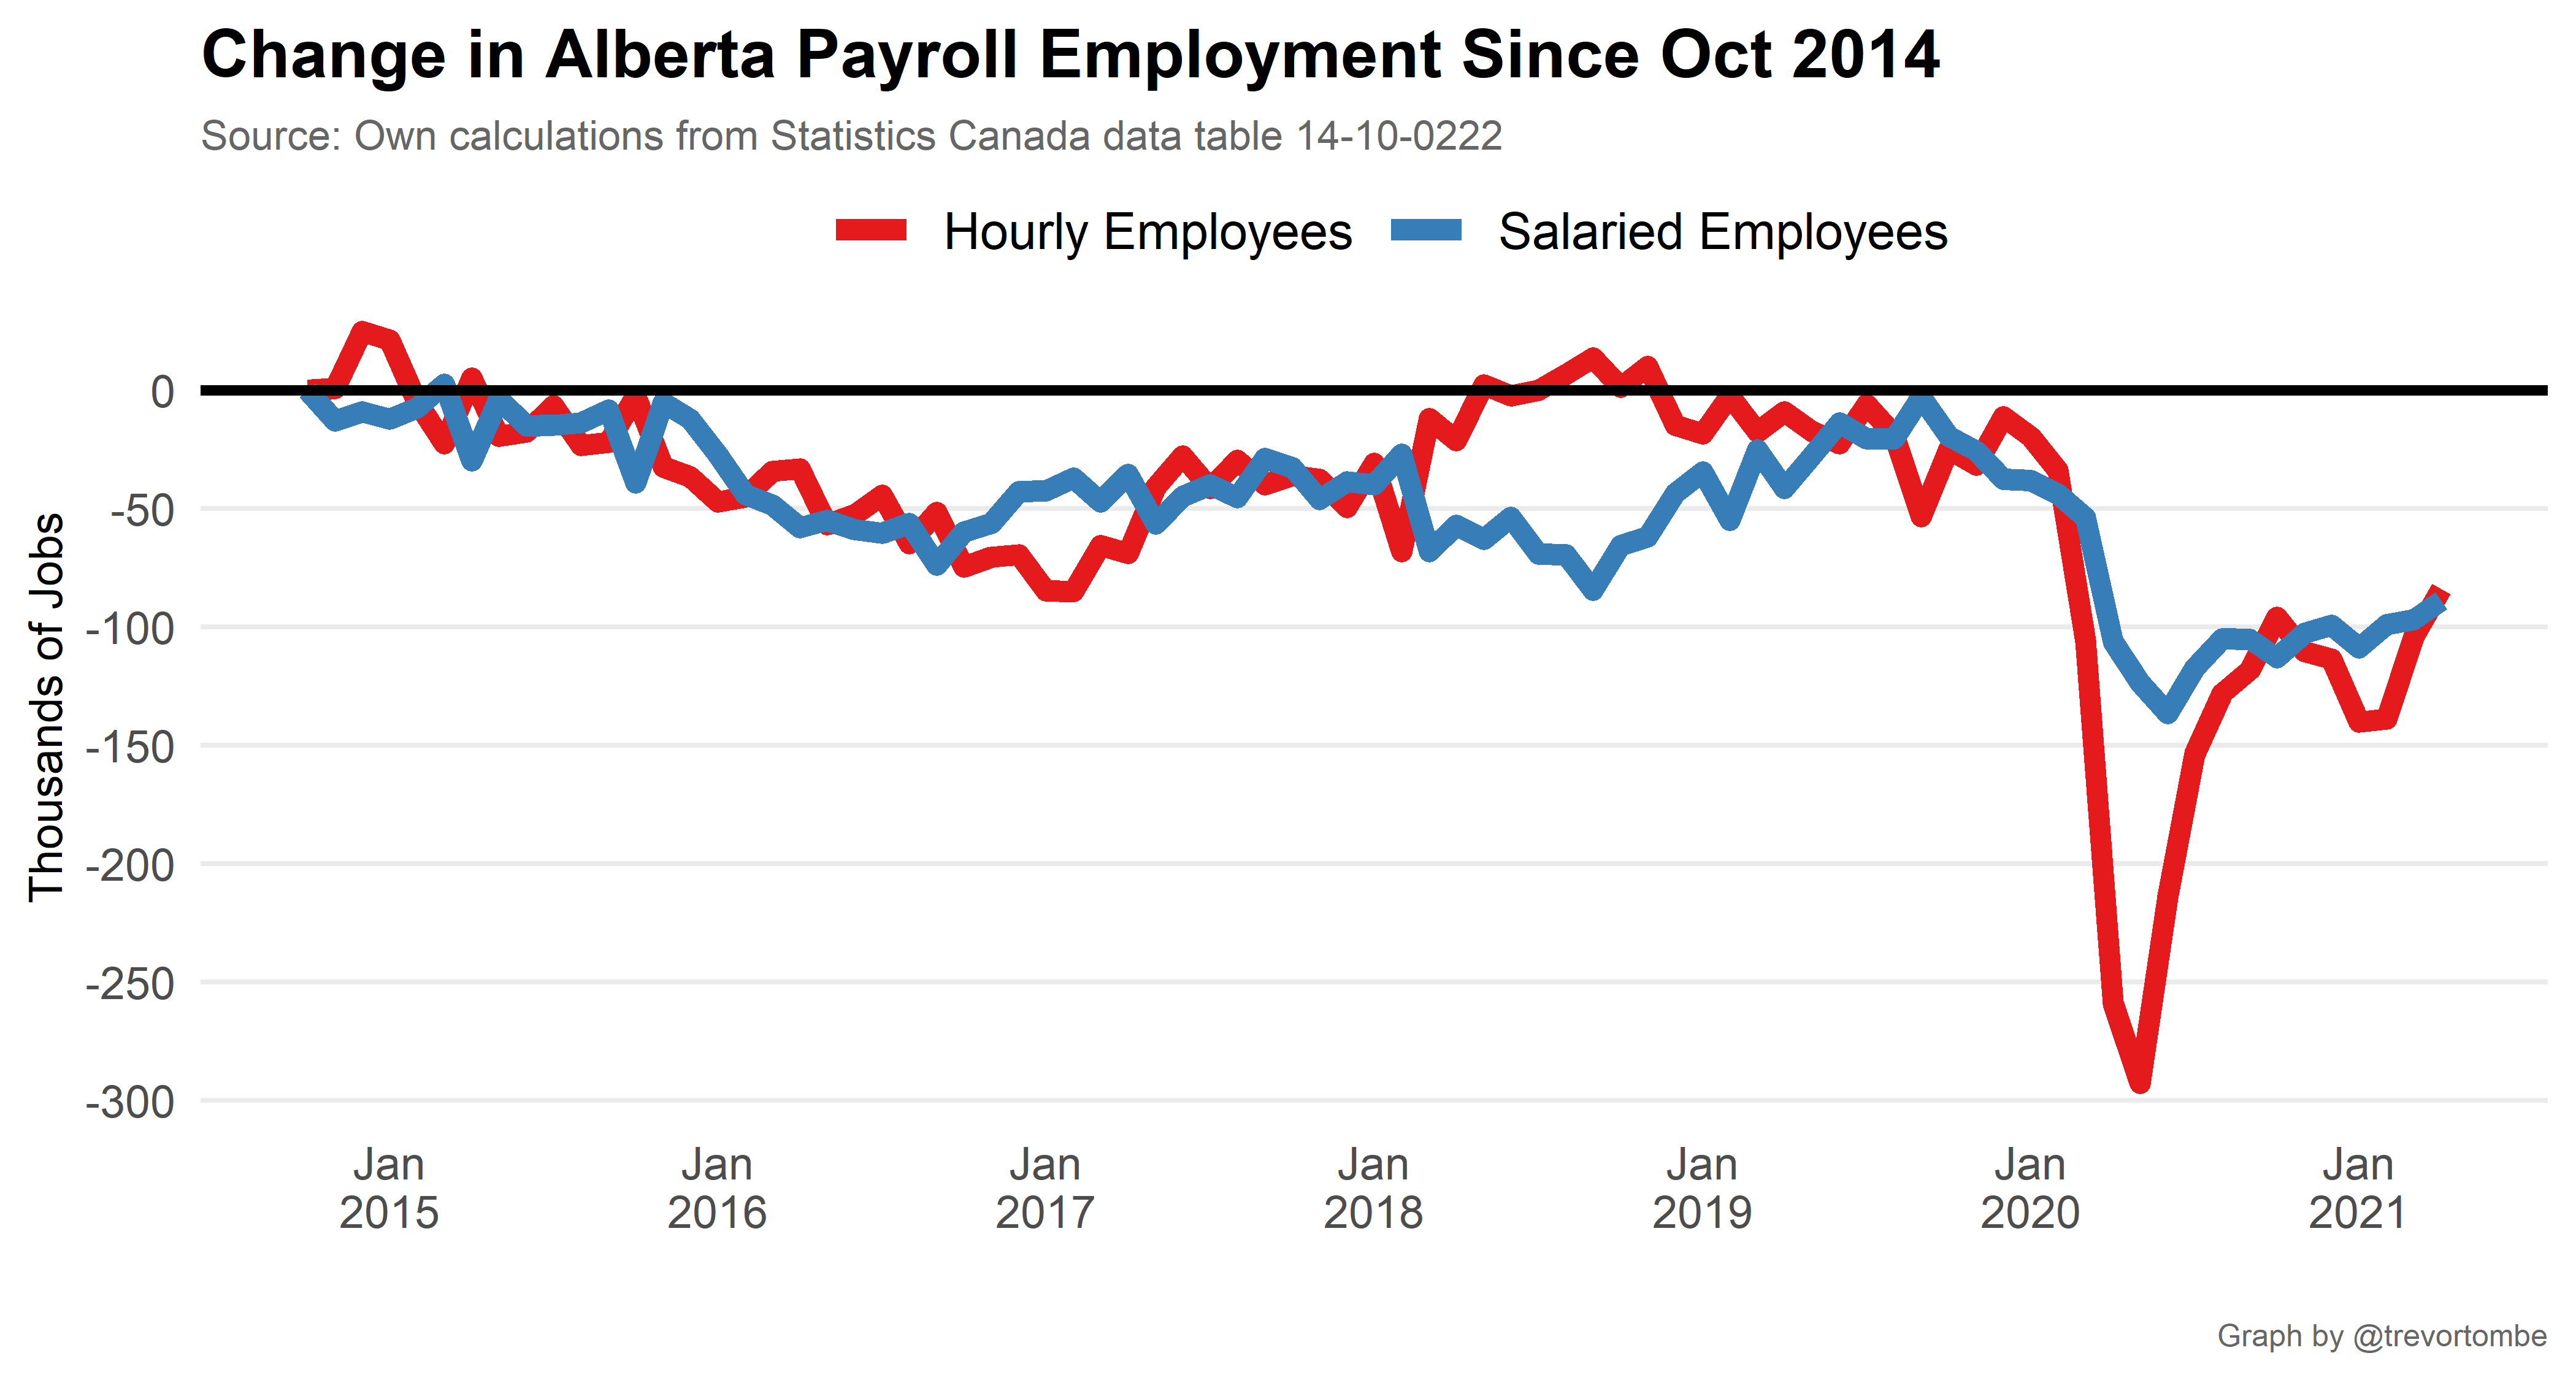 Change in Alberta Payroll Employment Since Oct 2014
Source: Own calculations from Statistics Canada data table 14-10-0222
Hourly Employees
Salaried Employees
Thousands of Jobs
0
-50
-100
-150
-200
-250
-300
Jan
2015
Jan
2016
Jan
2017
Jan
2018
Jan
2019
Jan
2020
Jan
2021
Graph by @trevortombe